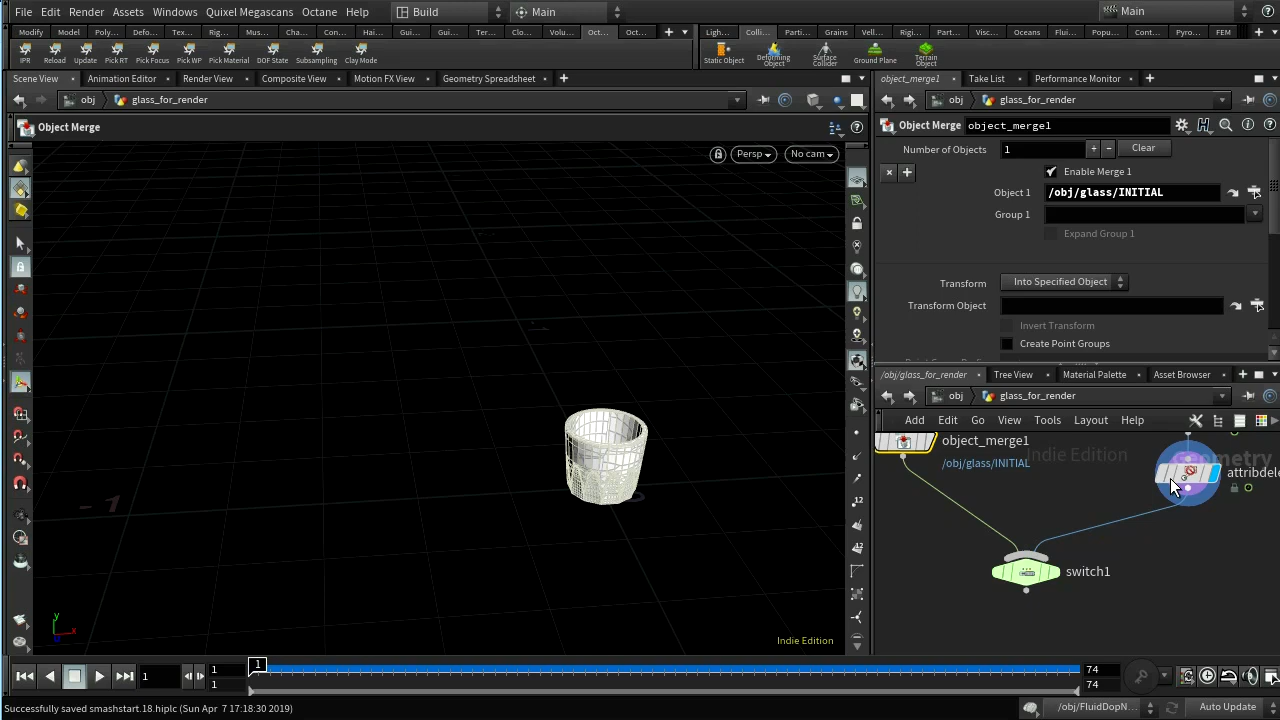 File Edit Render Assets Windows Quixel Megascans Octane Help Build Main Main
Modify Model Poly... Defo... Tex... Rig... Mus... Cha... Con... Hai... Gui... Gui... Ter... Clo... Volu... Oct... Oct... Ligh... Colli... Parti... Grains Vell... Rigi... Parti... Visc... Oceans Flui... Popu... Cont... Pyro... FEM
IPR Reload Update Pick RT Pick Focus Pick WP Pick Material DOF State Subsampling Clay Mode Static Object Deforming Object Surface Collider Ground Plane Terrain Object
Scene View Animation Editor Render View Composite View Motion FX View Geometry Spreadsheet object_merge1 Take List Performance Monitor
obj glass_for_render obj glass_for_render
Object Merge Object Merge object_merge1
Number of Objects 1 Clear
Persp No cam
Enable Merge 1
Object 1 /obj/glass/INITIAL
Group 1
Expand Group 1
Transform Into Specified Object
Transform Object
Invert Transform
Create Point Groups
/obj/glass_for_render Tree View Material Palette Asset Browser
obj glass_for_render
Add Edit Go View Tools Layout Help
object_merge1
Indie Edition
/obj/glass/INITIAL
attribdele
switch1
-1
0
y
x
Indie Edition
1 1 1 1 74
74
Successfully saved smashstart.18.hiplc (Sun Apr 7 17:18:30 2019) /obj/FluidDopN... Auto Update